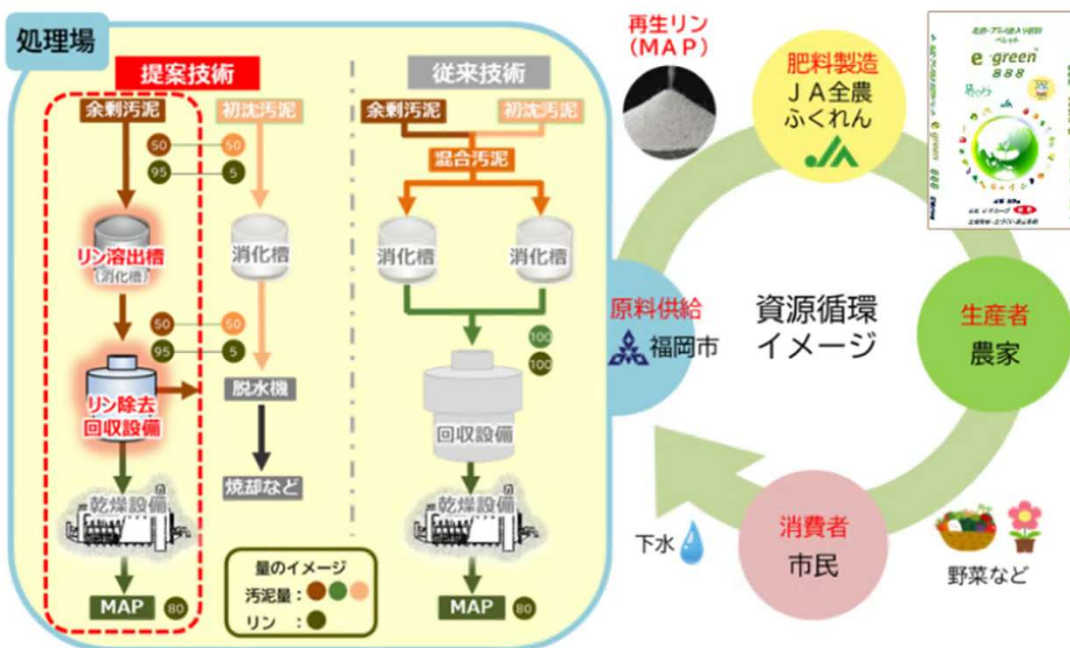 処理場
提案技術
従来技術
余剰汚泥
初沈汚泥
50
50
95
5
リン溶出槽
(消化槽)
消化槽
50
50
95
5
リン除去
回収設備
脱水機
焼却など
乾燥設備
MAP
80
余剰汚泥
初沈汚泥
混合汚泥
消化槽
消化槽
100
100
回収設備
乾燥設備
MAP
80
量のイメージ
汚泥量：
リン　：
再生リン
(MAP)
肥料製造
ＪＡ全農
ふくれん
JA
e・green
888
JA
e・green 888
原料供給
福岡市
資源循環
イメージ
生産者
農家
消費者
市民
下水
野菜など